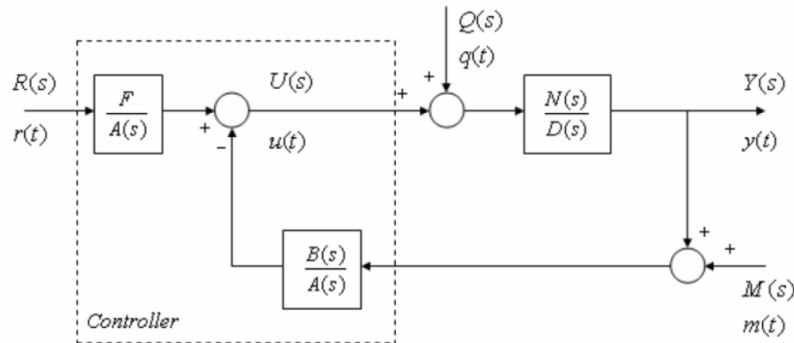 Q(s)
q(t)
R(s)
r(t)
F
A(s)
+
−
U(s)
u(t)
+
+
N(s)
D(s)
Y(s)
y(t)
B(s)
A(s)
+
+
M(s)
m(t)
Controller